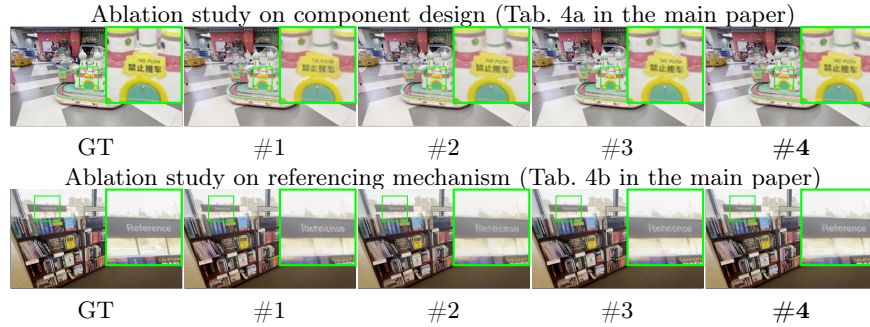 Ablation study on component design (Tab. 4a in the main paper)
NO PUSH
禁止推车
NO PUSH
禁止推车
NO PUSH
禁止推车
NO PUSH
禁止推车
NO PUSH
禁止推车
GT #1 #2 #3 #4
Ablation study on referencing mechanism (Tab. 4b in the main paper)
Reference Reference Reference
GT #1 #2 #3 #4